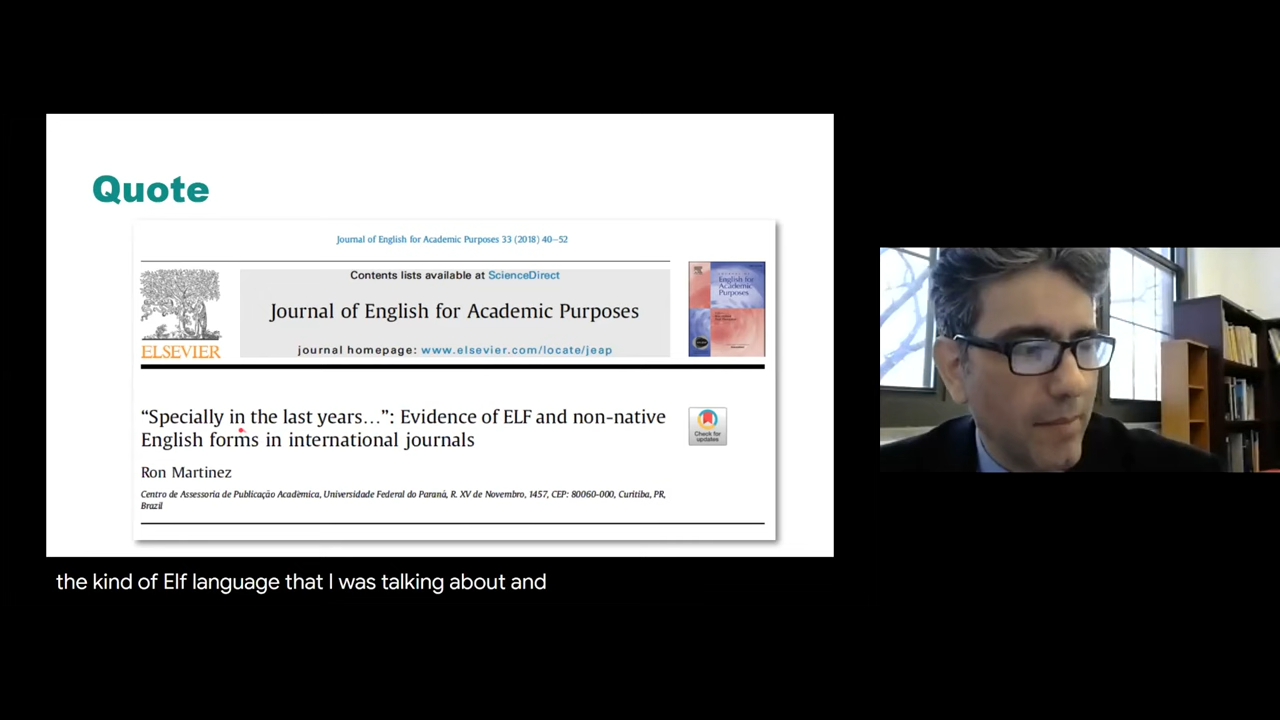 Quote
Journal of English for Academic Purposes 33 (2018) 40–52
Contents lists available at ScienceDirect
Journal of English for Academic Purposes
journal homepage: www.elsevier.com/locate/jeap
ELSEVIER
English for
Academic
Purposes
“Specially in the last years…”: Evidence of ELF and non-native
English forms in international journals
Check for
updates
Ron Martinez
Centro de Assessoria de Publicação Acadêmica, Universidade Federal do Paraná, R. XV de Novembro, 1457, CEP: 80060-000, Curitiba, PR,
Brazil
the kind of Elf language that I was talking about and